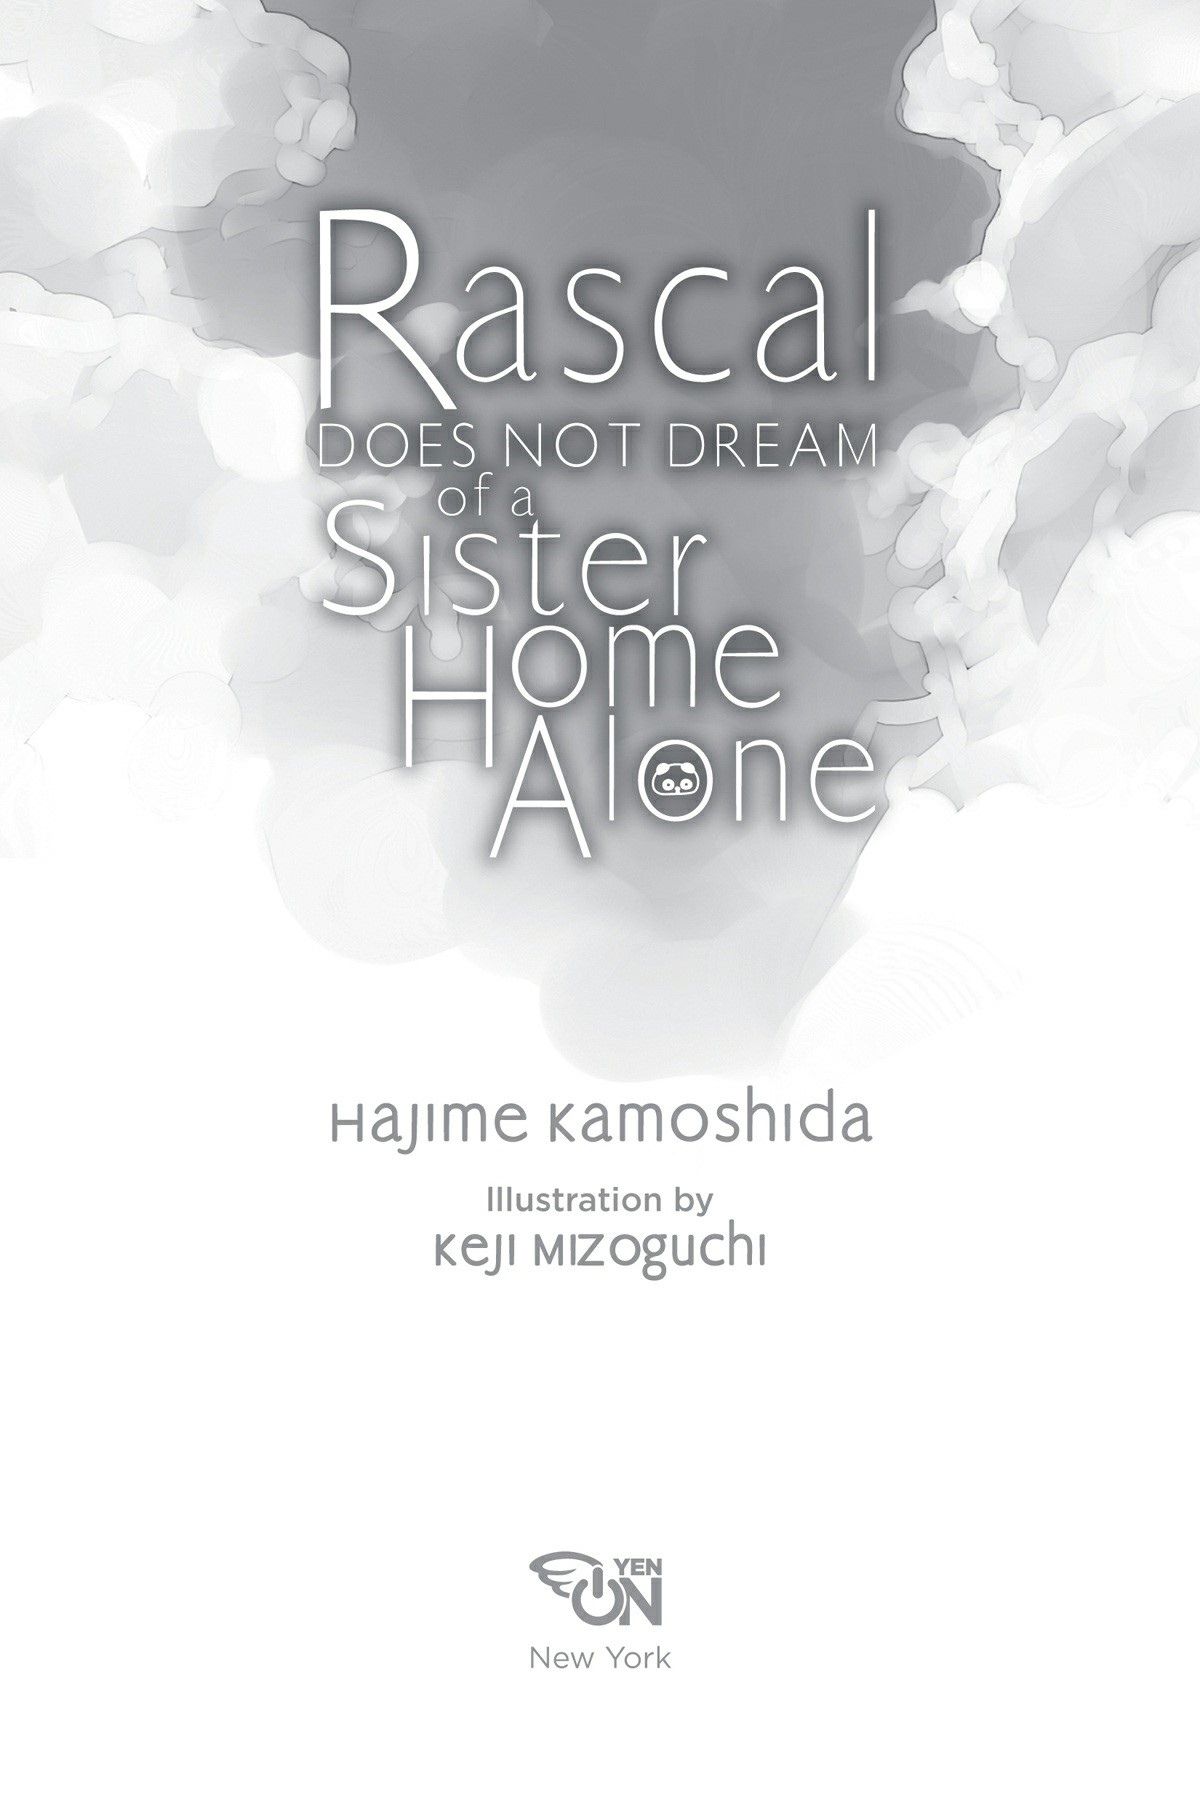 Rascal
DOES NOT DREAM
of a
Sister
Home
Alone
Hajime Kamoshida
Illustration by
Keji Mizoguchi
YEN
ON
New York